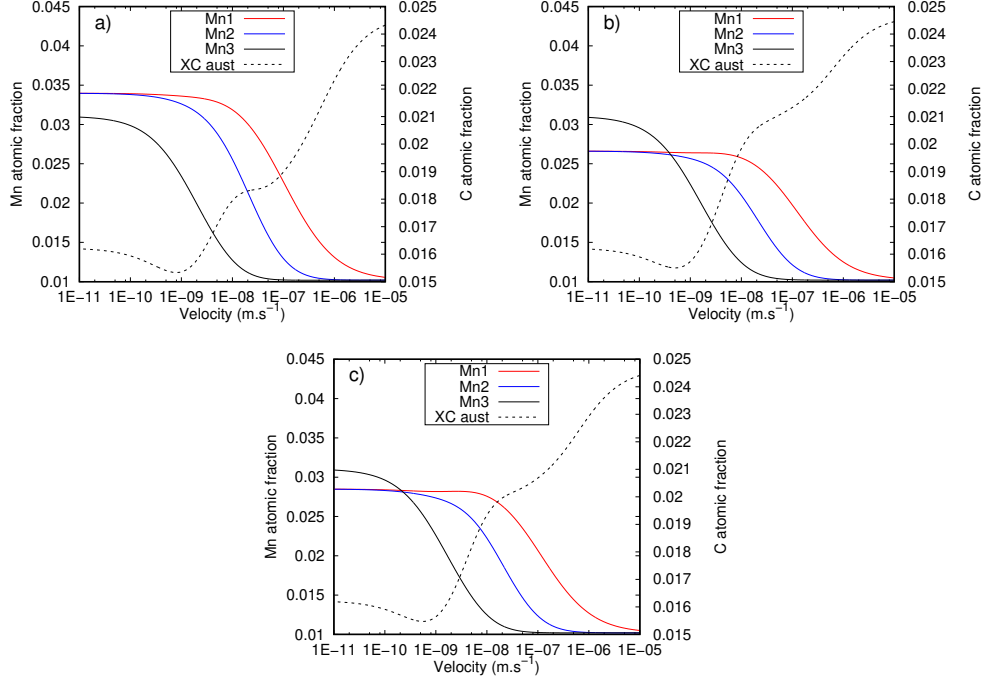 a)
Mn1
Mn2
Mn3
XC aust
0.045
0.04
0.035
0.03
0.025
0.02
0.015
0.01
Mn atomic fraction
0.025
0.024
0.023
0.022
0.021
0.02
0.019
0.018
0.017
0.016
0.015
C atomic fraction
1E-11 1E-10 1E-09 1E-08 1E-07 1E-06 1E-05
Velocity (m.s⁻¹)
b)
Mn1
Mn2
Mn3
XC aust
0.045
0.04
0.035
0.03
0.025
0.02
0.015
0.01
Mn atomic fraction
0.025
0.024
0.023
0.022
0.021
0.02
0.019
0.018
0.017
0.016
0.015
C atomic fraction
1E-11 1E-10 1E-09 1E-08 1E-07 1E-06 1E-05
Velocity (m.s⁻¹)
c)
Mn1
Mn2
Mn3
XC aust
0.045
0.04
0.035
0.03
0.025
0.02
0.015
0.01
Mn atomic fraction
0.025
0.024
0.023
0.022
0.021
0.02
0.019
0.018
0.017
0.016
0.015
C atomic fraction
1E-11 1E-10 1E-09 1E-08 1E-07 1E-06 1E-05
Velocity (m.s⁻¹)